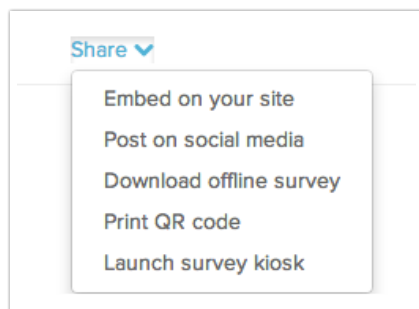 Share
Embed on your site
Post on social media
Download offline survey
Print QR code
Launch survey kiosk